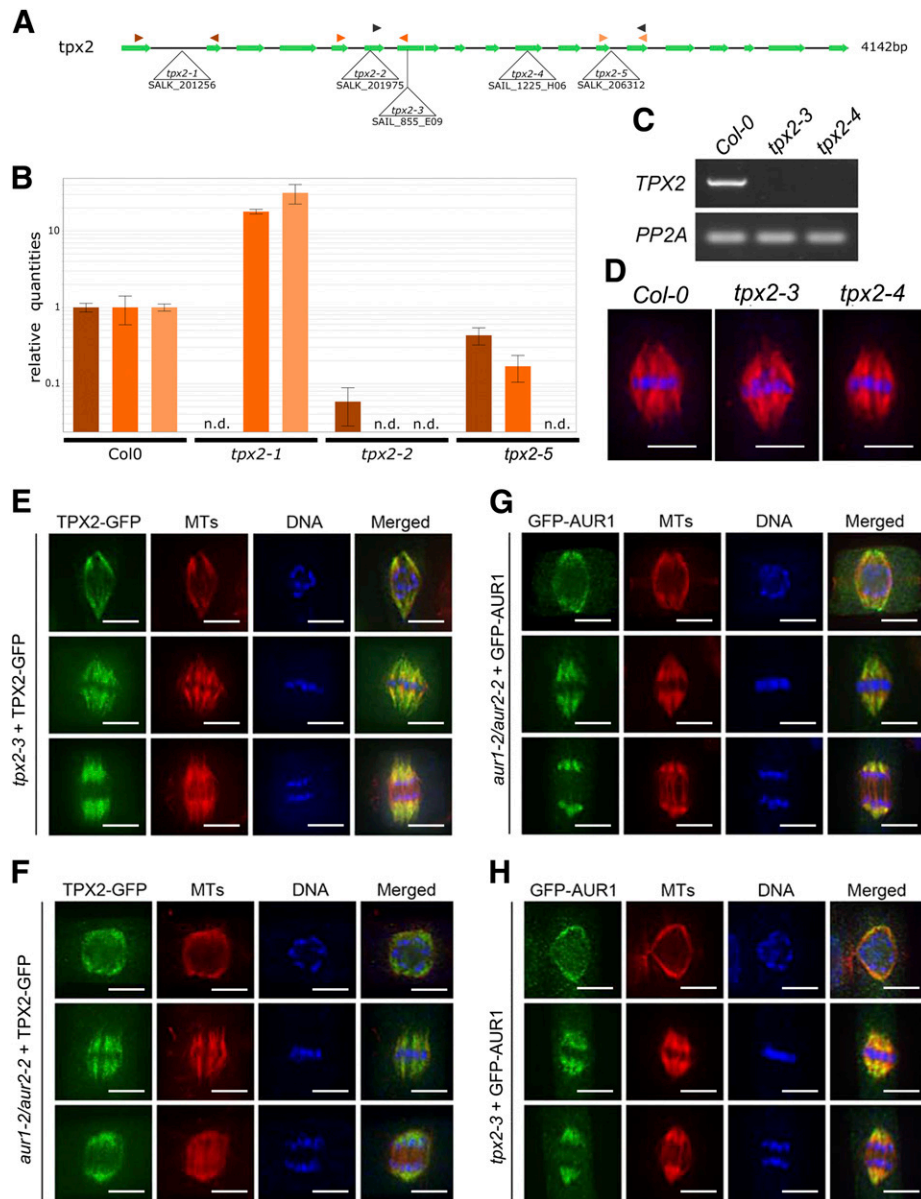 A
tpx2
4142bp
tpx2-1
SALK_201256
tpx2-2
SALK_201975
tpx2-3
SAIL_855_E09
tpx2-4
SAIL_1225_H06
tpx2-5
SALK_206312
B
relative quantities
10
1
0.1
n.d.
n.d.
n.d.
n.d.
Col0
tpx2-1
tpx2-2
tpx2-5
C
Col-0
tpx2-3
tpx2-4
TPX2
PP2A
D
Col-0
tpx2-3
tpx2-4
E
TPX2-GFP
MTs
DNA
Merged
tpx2-3 + TPX2-GFP
F
TPX2-GFP
MTs
DNA
Merged
aur1-2/aur2-2 + TPX2-GFP
G
GFP-AUR1
MTs
DNA
Merged
aur1-2/aur2-2 + GFP-AUR1
H
GFP-AUR1
MTs
DNA
Merged
tpx2-3 + GFP-AUR1